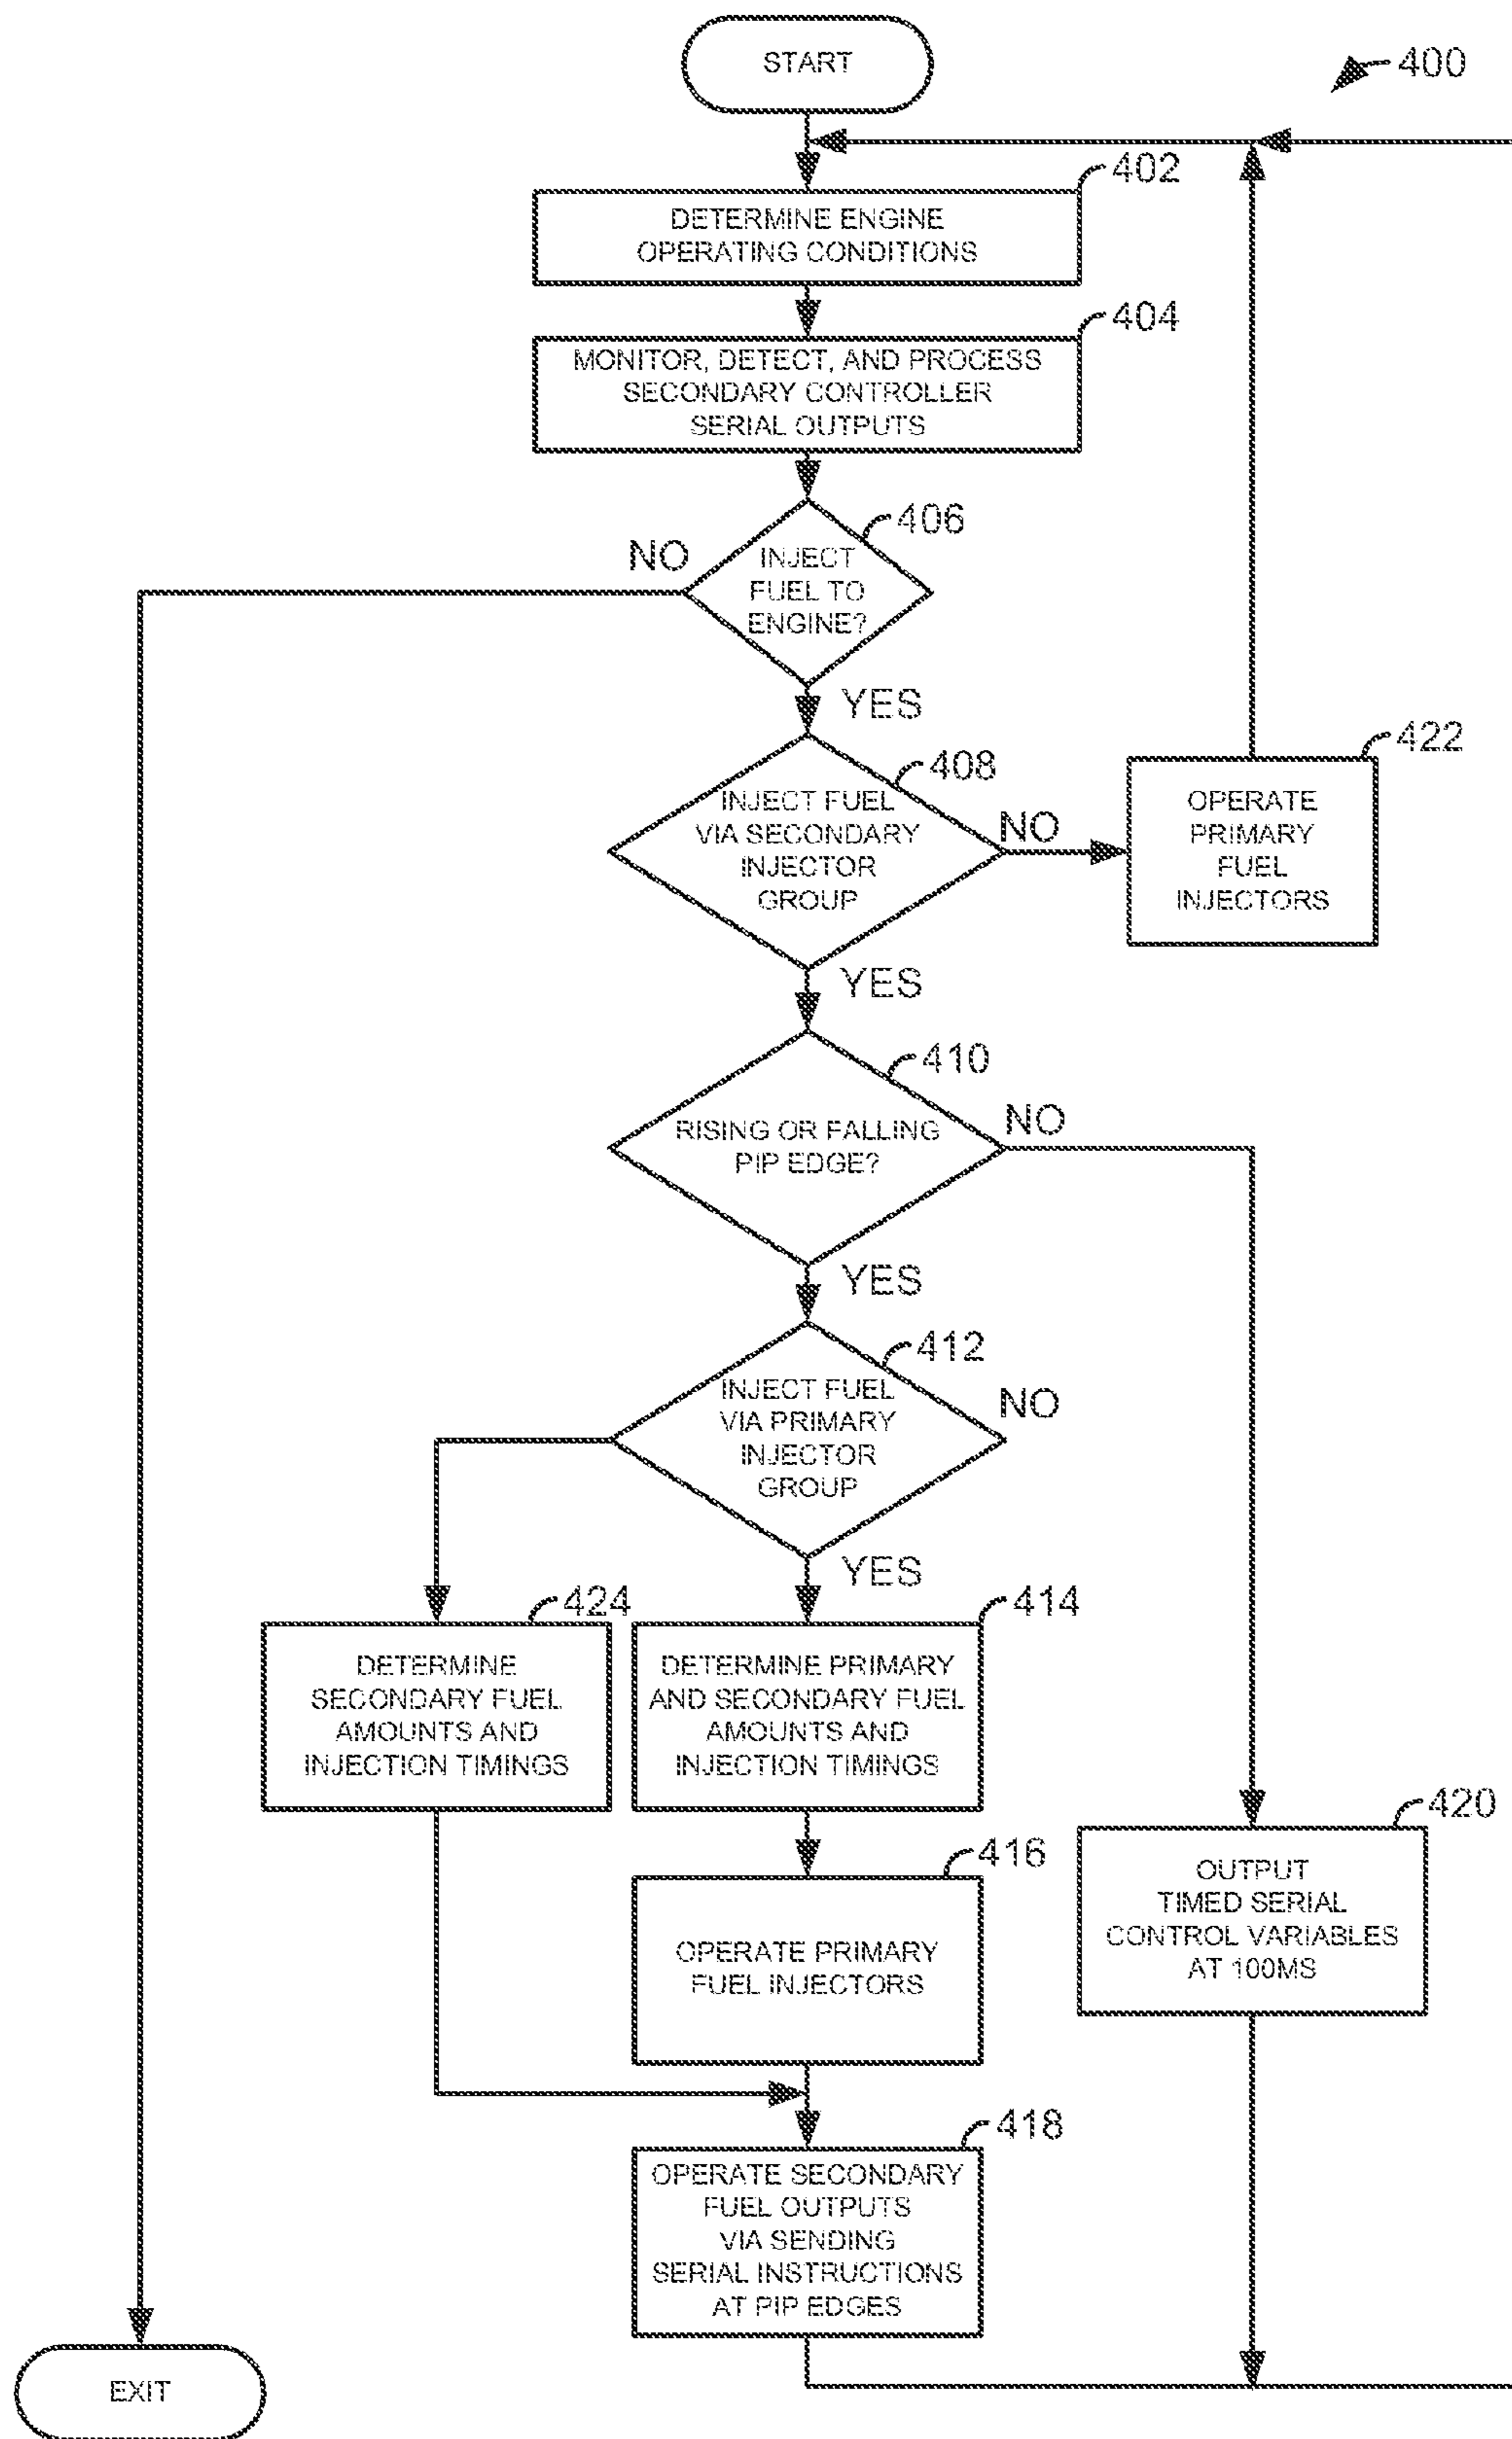 START
400
402
DETERMINE ENGINE
OPERATING CONDITIONS
404
MONITOR, DETECT, AND PROCESS
SECONDARY CONTROLLER
SERIAL OUTPUTS
406
NO
INJECT
FUEL TO
ENGINE?
YES
408
INJECT FUEL
VIA SECONDARY
INJECTOR
GROUP
NO
422
OPERATE
PRIMARY
FUEL
INJECTORS
YES
410
RISING OR FALLING
PIP EDGE?
NO
YES
412
INJECT FUEL
VIA PRIMARY
INJECTOR
GROUP
NO
YES
424
DETERMINE
SECONDARY FUEL
AMOUNTS AND
INJECTION TIMINGS
414
DETERMINE PRIMARY
AND SECONDARY FUEL
AMOUNTS AND
INJECTION TIMINGS
416
OPERATE PRIMARY
FUEL INJECTORS
420
OUTPUT
TIMED SERIAL
CONTROL VARIABLES
AT 100MS
418
OPERATE SECONDARY
FUEL OUTPUTS
VIA SENDING
SERIAL INSTRUCTIONS
AT PIP EDGES
EXIT